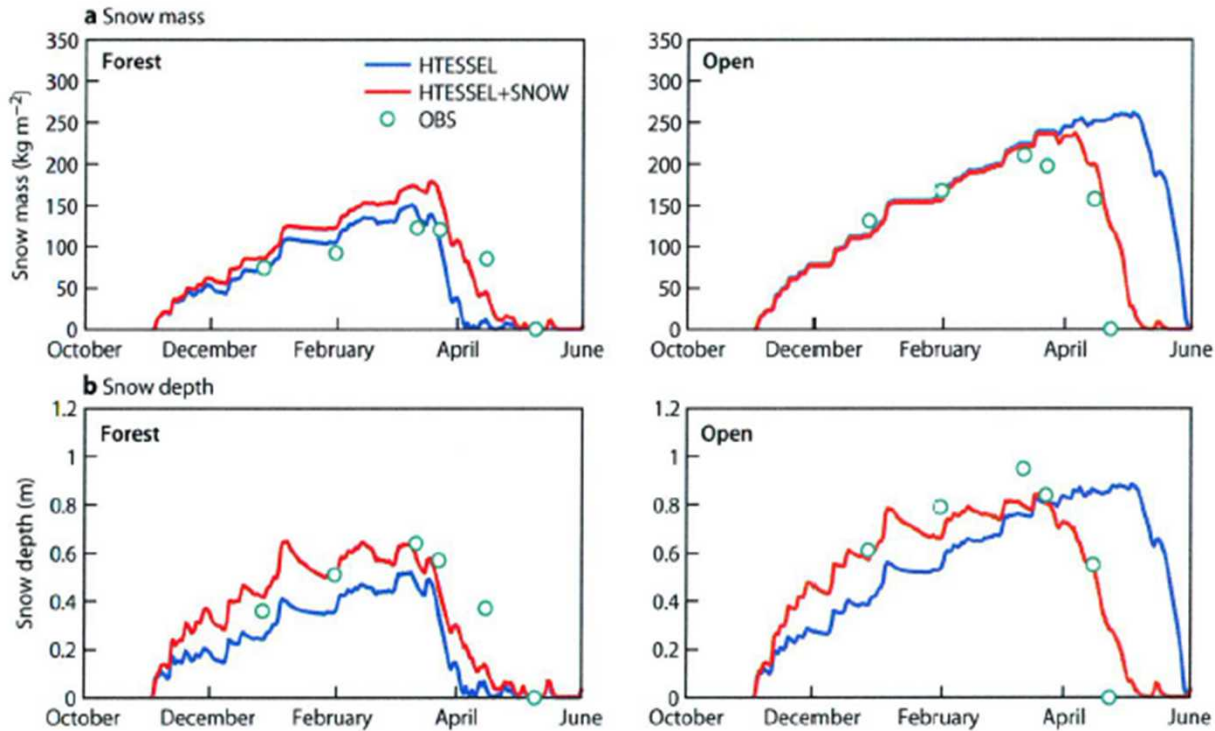 a Snow mass
350
300
250
200
150
100
50
0
Snow mass (kg m−2)
Forest
HTESSEL
HTESSEL+SNOW
OBS
October December February April June
350
300
250
200
150
100
50
0
Open
October December February April June
b Snow depth
1.2
1
0.8
0.6
0.4
0.2
0
Snow depth (m)
Forest
October December February April June
1.2
1
0.8
0.6
0.4
0.2
0
Open
October December February April June